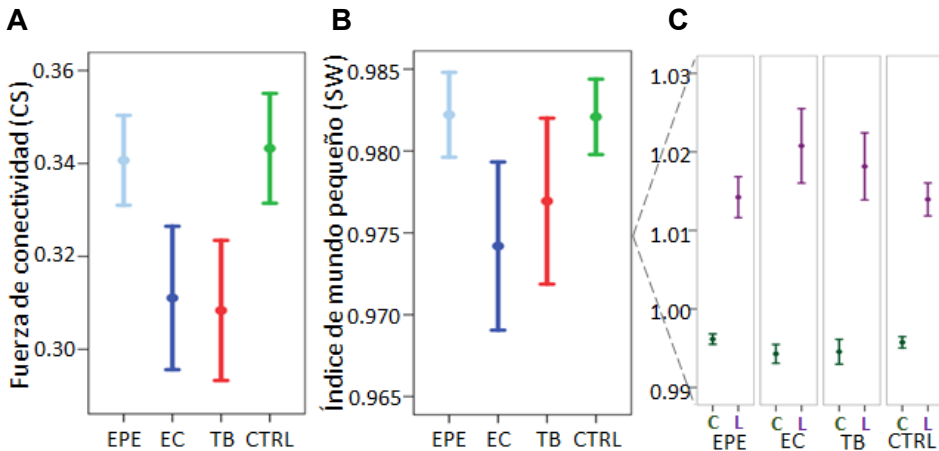 A
B
C
Fuerza de conectividad (CS)
0.36
0.34
0.32
0.30
EPE EC TB CTRL
Índice de mundo pequeño (SW)
0.985
0.980
0.975
0.970
0.965
EPE EC TB CTRL
1.03
1.02
1.01
1.00
0.99
C L C L C L C L
EPE EC TB CTRL